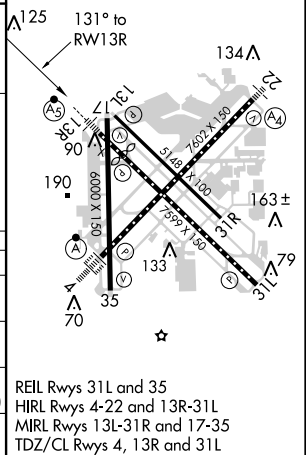 125
131° to
RW13R
134
22
A5
17
13L
P
V
A4
13R
V
7602 X 150
90
P
5148 X 100
6000 X 150
190
7599 X 150
163 ±
31R
A
P
133
79
4
V
P
31L
70
35
REIL Rwys 31L and 35
HIRL Rwys 4-22 and 13R-31L
MIRL Rwys 13L-31R and 17-35
TDZ/CL Rwys 4, 13R and 31L